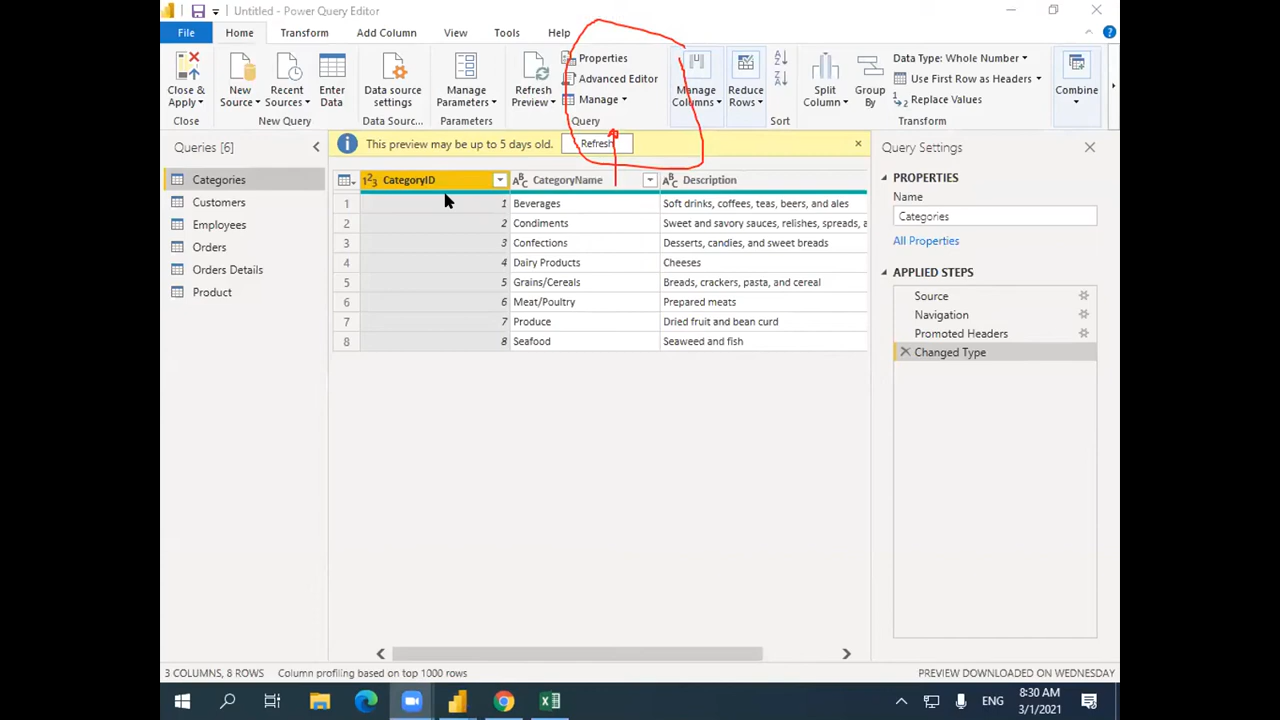 Untitled - Power Query Editor
File Home Transform Add Column View Tools Help
Close & Apply
Close
New Source
Recent Sources
Enter Data
New Query
Data source settings
Data Sourc...
Manage Parameters
Parameters
Refresh Preview
Properties
Advanced Editor
Manage
Query
Manage Columns
Reduce Rows
Sort
Split Column
Group By
Data Type: Whole Number
Use First Row as Headers
Replace Values
Transform
Combine
Queries [6]
Categories
Customers
Employees
Orders
Orders Details
Product
This preview may be up to 5 days old. Refresh
CategoryID CategoryName Description
1 1 Beverages Soft drinks, coffees, teas, beers, and ales
2 2 Condiments Sweet and savory sauces, relishes, spreads, a
3 3 Confections Desserts, candies, and sweet breads
4 4 Dairy Products Cheeses
5 5 Grains/Cereals Breads, crackers, pasta, and cereal
6 6 Meat/Poultry Prepared meats
7 7 Produce Dried fruit and bean curd
8 8 Seafood Seaweed and fish
Query Settings
PROPERTIES
Name
Categories
All Properties
APPLIED STEPS
Source
Navigation
Promoted Headers
Changed Type
3 COLUMNS, 8 ROWS Column profiling based on top 1000 rows PREVIEW DOWNLOADED ON WEDNESDAY
ENG
8:30 AM
3/1/2021